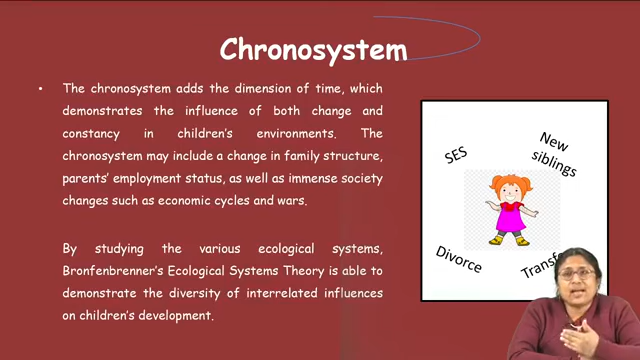 Chronosystem
• The chronosystem adds the dimension of time, which
demonstrates the influence of both change and
constancy in children's environments. The
chronosystem may include a change in family structure,
parents' employment status, as well as immense society
changes such as economic cycles and wars.
By studying the various ecological systems,
Bronfenbrenner's Ecological Systems Theory is able to
demonstrate the diversity of interrelated influences
on children's development.
SES
New
siblings
Divorce